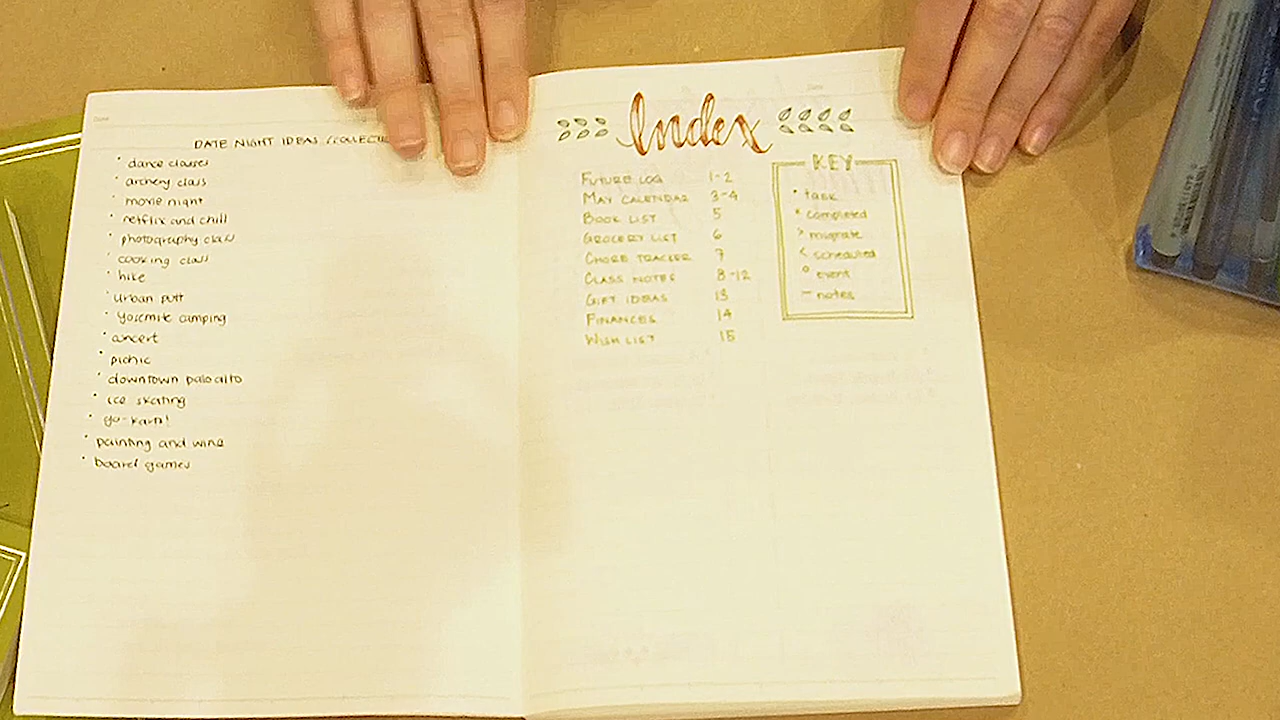 DATE NIGHT IDEAS
dance classes
archery class
movie night
netflix and chill
photography class
cooking class
hike
urban putt
Yosemite camping
concert
picnic
downtown palo alto
ice skating
go-karts!
painting and wine
board games
Index
FUTURE LOG 1-2
MAY CALENDAR 3-4
BOOK LIST 5
GROCERY LIST 6
CHORE TRACKER 7
CLASS NOTES 8-12
GIFT IDEAS 13
FINANCES 14
WISH LIST 15
KEY
• task
× completed
> migrate
< scheduled
o event
– notes